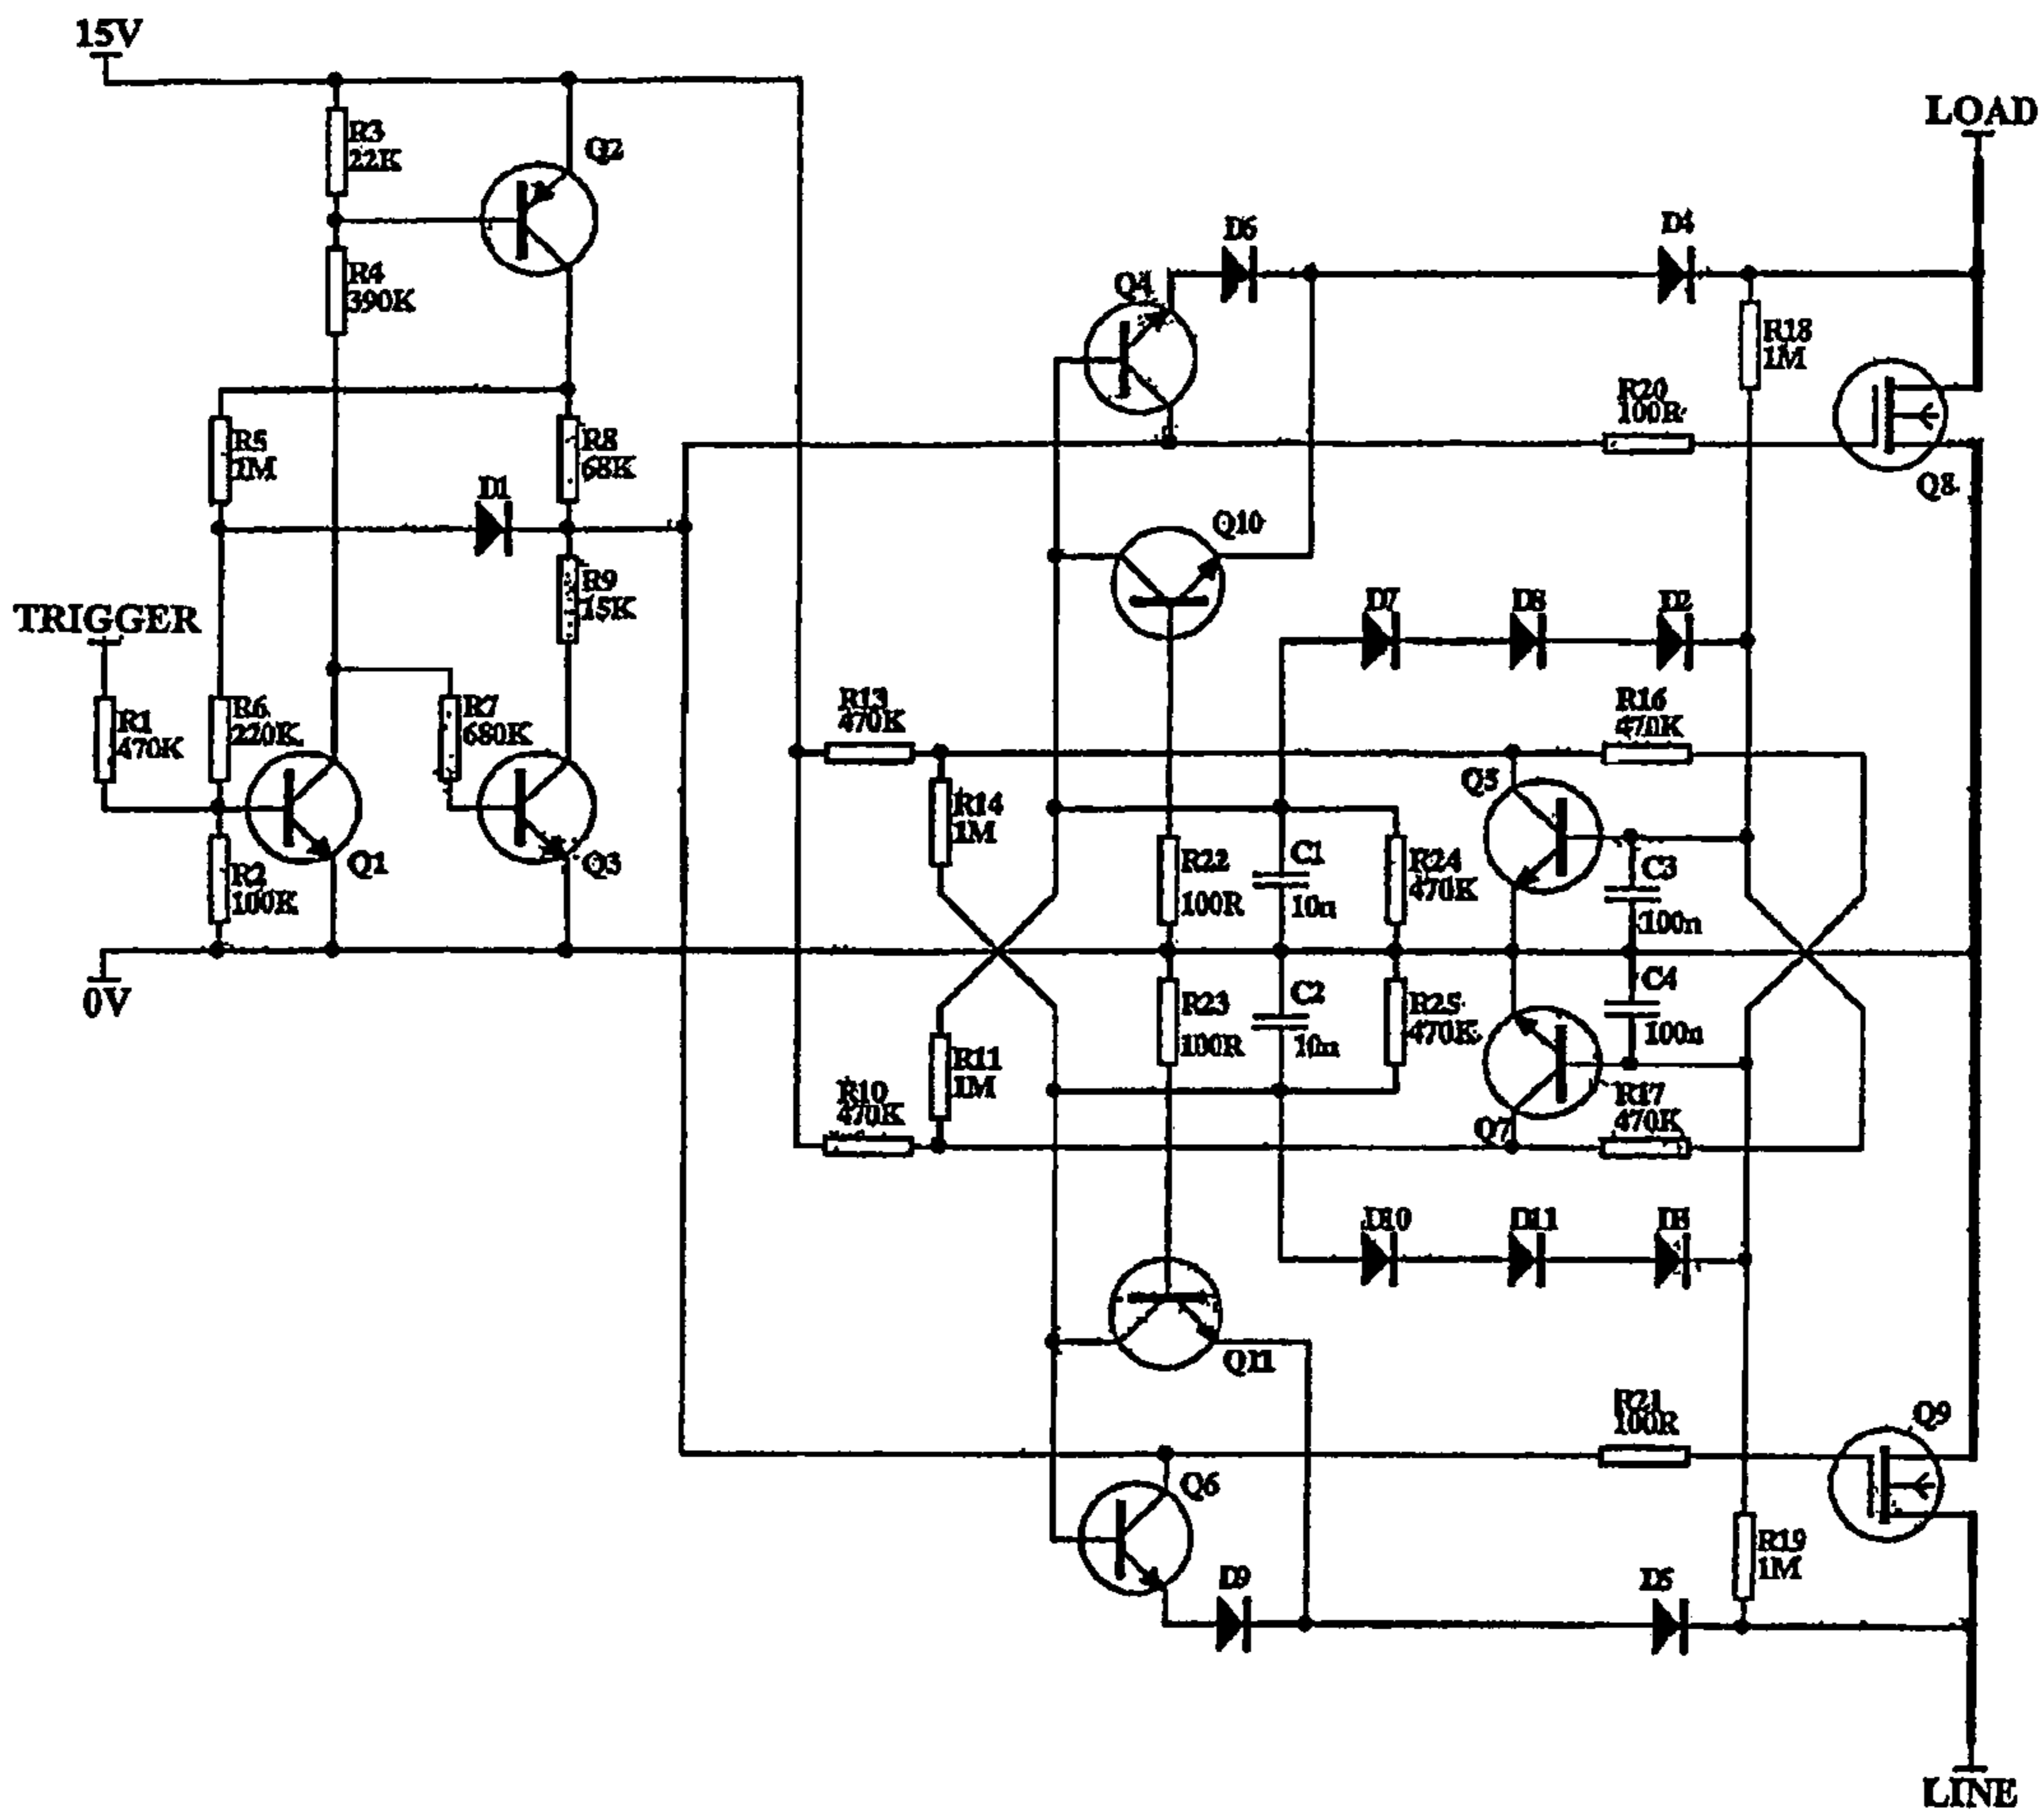 15V
LOAD
R3
22K
Q2
D6
D4
R4
390K
Q4
R18
1M
R20
100R
R5
1M
R8
68K
Q8
D1
Q10
R9
15K
TRIGGER
D7
D8
D2
R1
470K
R6
220K
R7
680K
R13
470K
R16
470K
Q5
R14
1M
R2
100K
Q1
Q3
R22
100R
C1
10n
R24
470K
C3
100n
0V
R23
100R
C2
10n
R25
470K
C4
100n
R11
1M
R10
470K
Q7
R17
470K
D10
D11
Q11
R21
100R
Q9
Q6
R19
1M
D9
D5
LINE